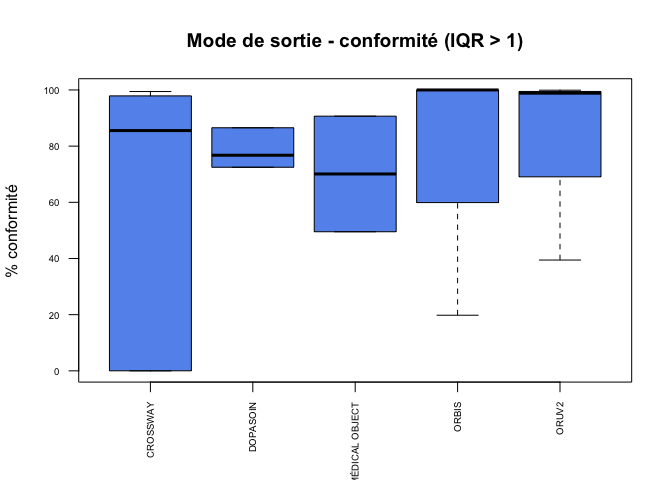 Mode de sortie - conformité (IQR > 1)
% conformité
100
80
60
40
20
0
CROSSWAY
DOPASOIN
MÉDICAL OBJECT
ORBIS
ORUV2